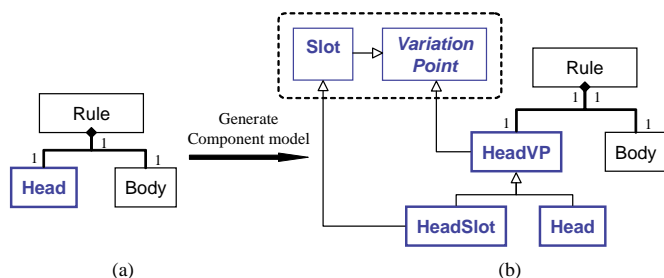 Rule
1
1
1
Head
Body
(a)
Generate
Component model
Slot
Variation
Point
Rule
1
1
1
1
HeadVP
Body
HeadSlot
Head
(b)